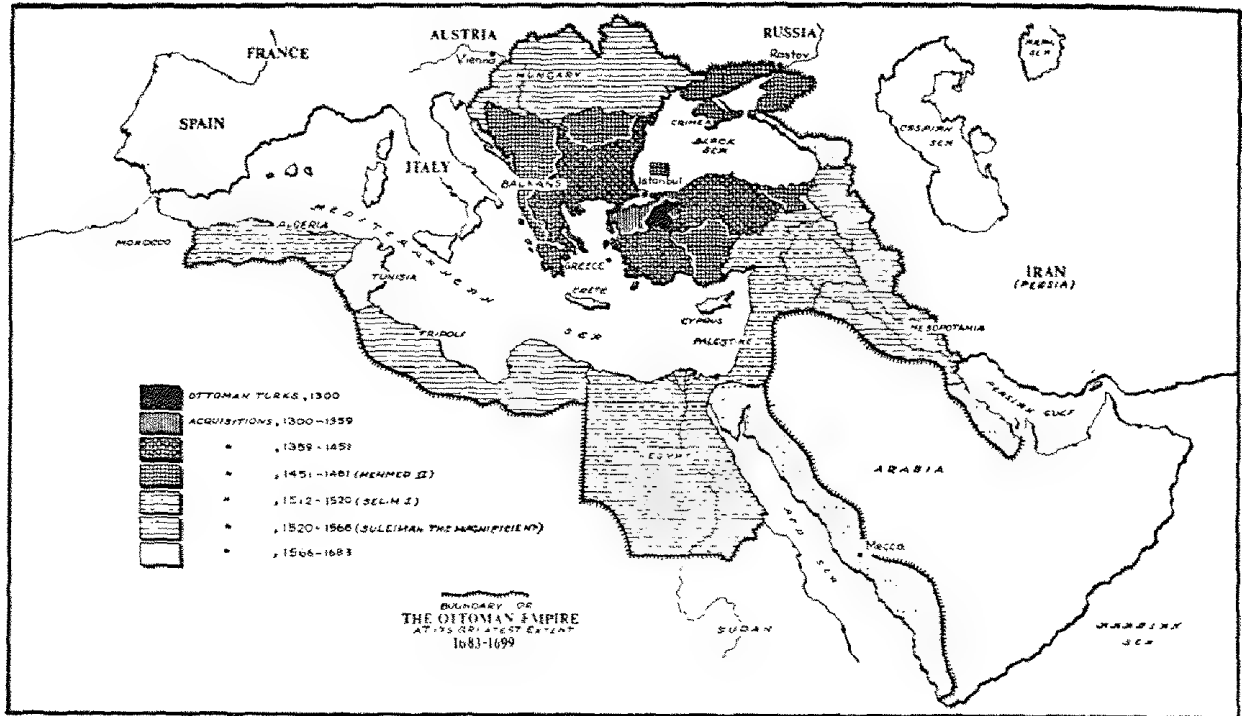 AUSTRIA
RUSSIA
FRANCE
Vienna
Rostov
ARAL
SEA
HUNGARY
SPAIN
CRIMEA
BLACK
SEA
CASPIAN
SEA
ITALY
Istanbul
BALKANS
MEDITERRANEAN
SEA
ALGERIA
MOROCCO
TUNISIA
GREECE
IRAN
(PERSIA)
CRETE
CYPRUS
TRIPOLI
PALESTINE
MESOPOTAMIA
PERSIAN GULF
OTTOMAN TURKS, 1300
ACQUISITIONS, 1300-1359
" , 1359-1451
" , 1451-1481 (MEHMED II)
" , 1512-1520 (SELIM I)
" , 1520-1566 (SULEIMAN THE MAGNIFICIENT)
" , 1566-1683
EGYPT
ARABIA
RED SEA
Mecca
BOUNDARY OF
THE OTTOMAN EMPIRE
AT ITS GREATEST EXTENT
1683-1699
SUDAN
ARABIAN
SEA